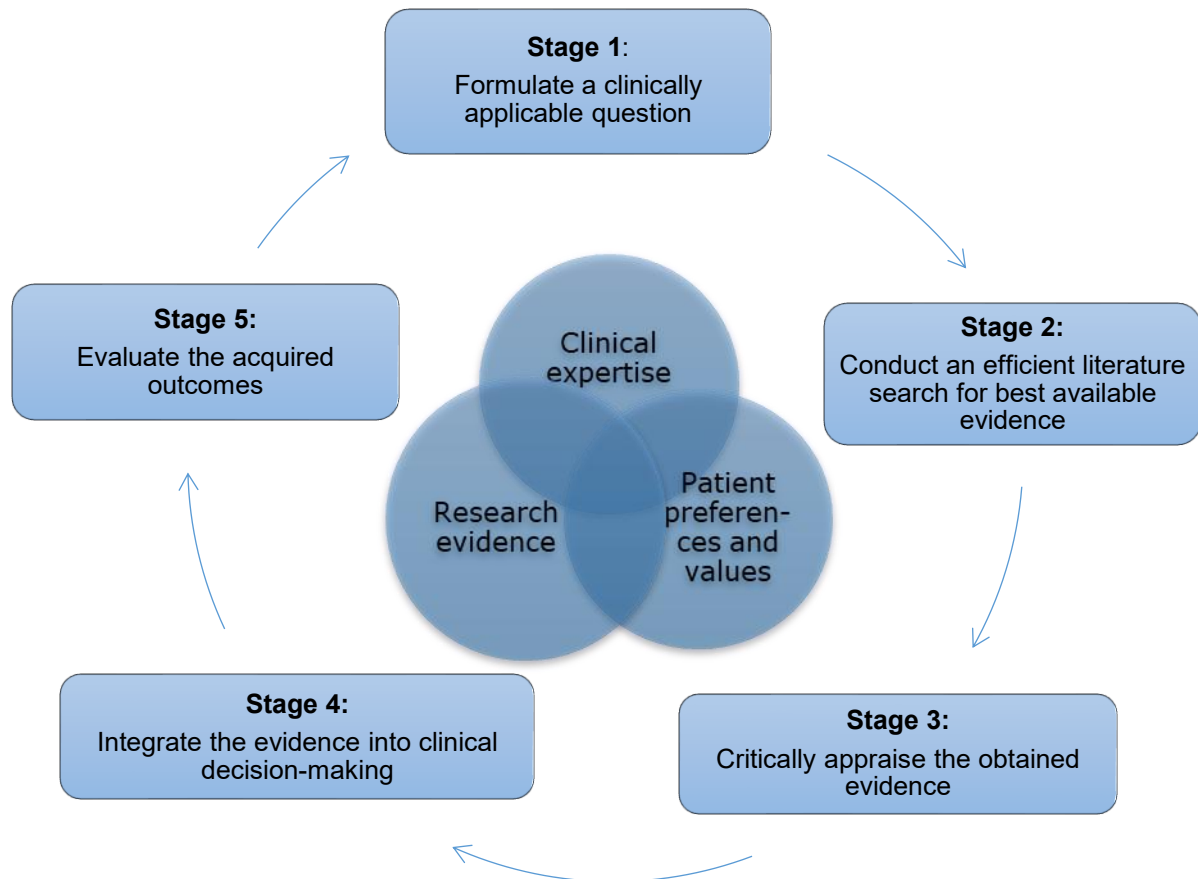 Stage 1:
Formulate a clinically
applicable question
Stage 2:
Conduct an efficient literature
search for best available
evidence
Stage 3:
Critically appraise the obtained
evidence
Stage 4:
Integrate the evidence into clinical
decision-making
Stage 5:
Evaluate the acquired
outcomes
Clinical
expertise
Research
evidence
Patient
preferen-
ces and
values